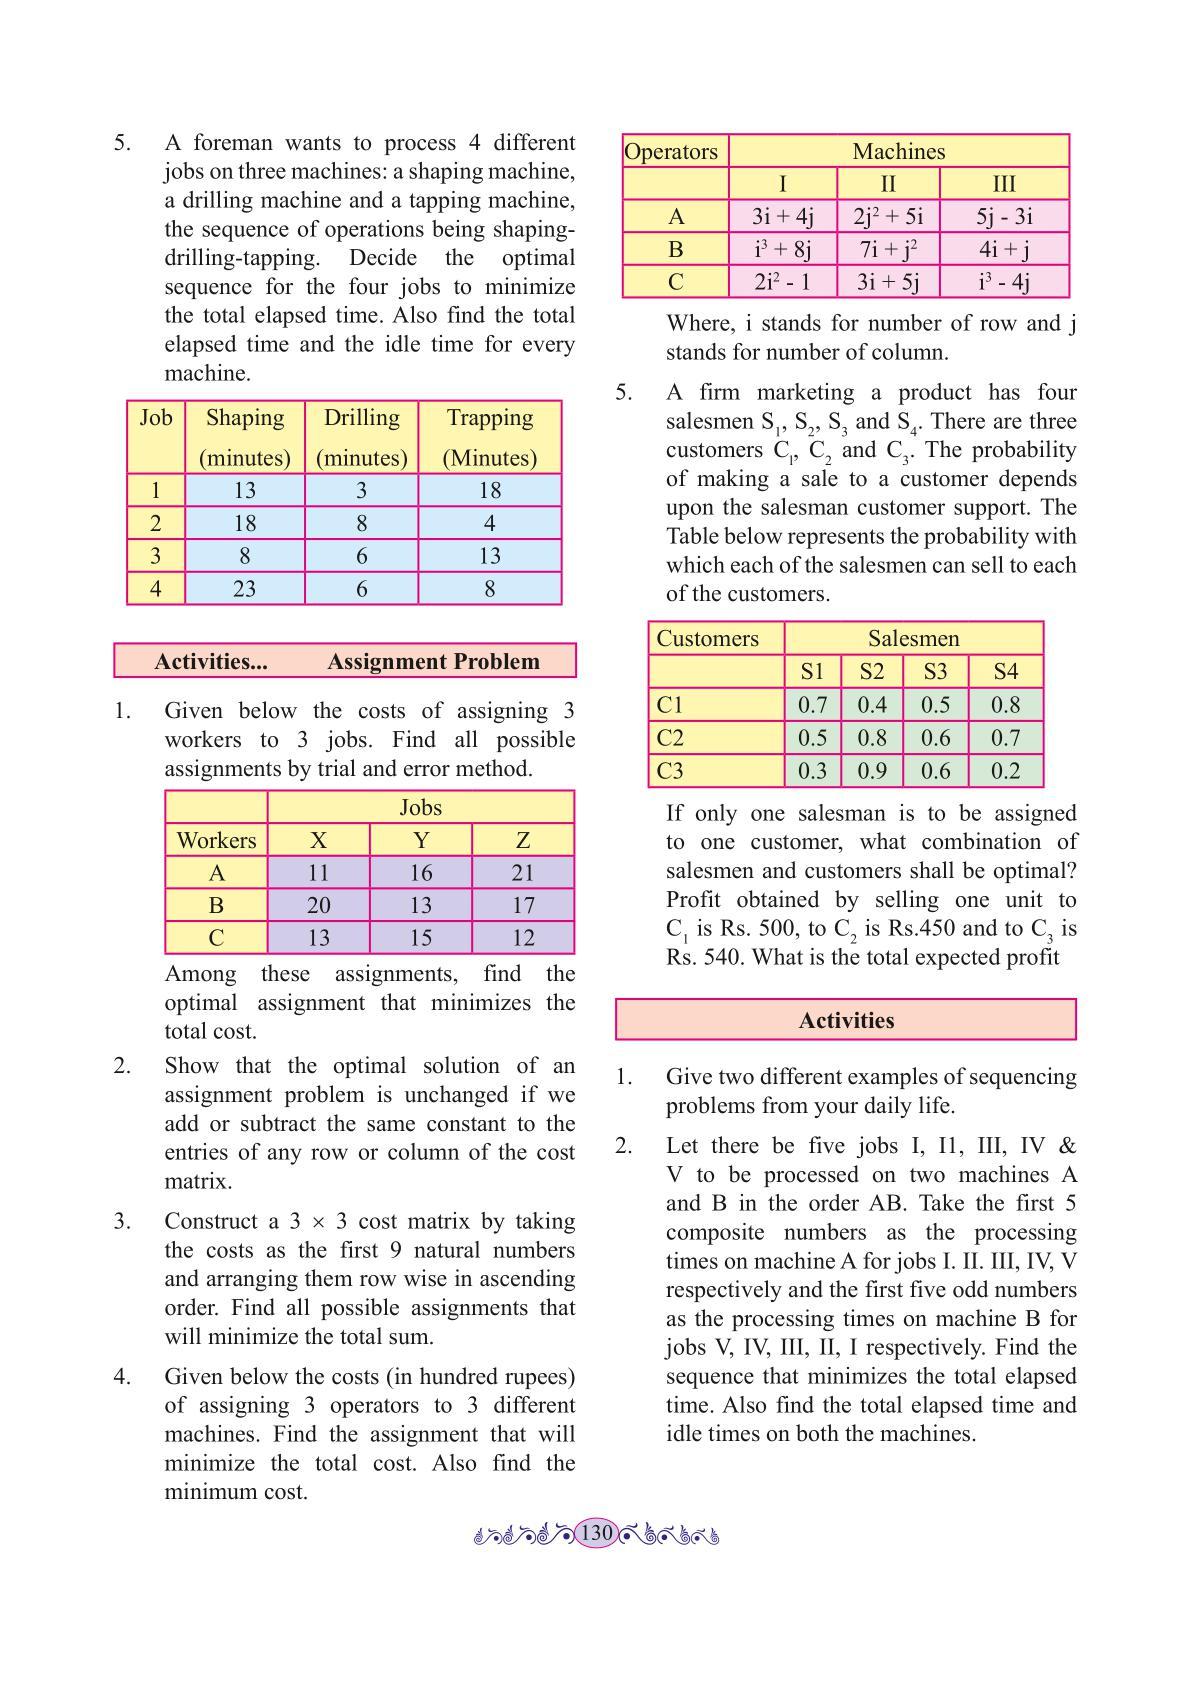 5. A foreman wants to process 4 different
jobs on three machines: a shaping machine,
a drilling machine and a tapping machine,
the sequence of operations being shaping-
drilling-tapping. Decide the optimal
sequence for the four jobs to minimize
the total elapsed time. Also find the total
elapsed time and the idle time for every
machine.
Job Shaping Drilling Trapping
(minutes) (minutes) (Minutes)
1 13 3 18
2 18 8 4
3 8 6 13
4 23 6 8
Activities... Assignment Problem
1. Given below the costs of assigning 3
workers to 3 jobs. Find all possible
assignments by trial and error method.
Jobs
Workers X Y Z
A 11 16 21
B 20 13 17
C 13 15 12
Among these assignments, find the
optimal assignment that minimizes the
total cost.
2. Show that the optimal solution of an
assignment problem is unchanged if we
add or subtract the same constant to the
entries of any row or column of the cost
matrix.
3. Construct a 3 × 3 cost matrix by taking
the costs as the first 9 natural numbers
and arranging them row wise in ascending
order. Find all possible assignments that
will minimize the total sum.
4. Given below the costs (in hundred rupees)
of assigning 3 operators to 3 different
machines. Find the assignment that will
minimize the total cost. Also find the
minimum cost.
Operators Machines
I II III
A 3i + 4j 2j² + 5i 5j - 3i
B i³ + 8j 7i + j² 4i + j
C 2i² - 1 3i + 5j i³ - 4j
Where, i stands for number of row and j
stands for number of column.
5. A firm marketing a product has four
salesmen S₁, S₂, S₃ and S₄. There are three
customers C₁, C₂ and C₃. The probability
of making a sale to a customer depends
upon the salesman customer support. The
Table below represents the probability with
which each of the salesmen can sell to each
of the customers.
Customers Salesmen
S1 S2 S3 S4
C1 0.7 0.4 0.5 0.8
C2 0.5 0.8 0.6 0.7
C3 0.3 0.9 0.6 0.2
If only one salesman is to be assigned
to one customer, what combination of
salesmen and customers shall be optimal?
Profit obtained by selling one unit to
C₁ is Rs. 500, to C₂ is Rs.450 and to C₃ is
Rs. 540. What is the total expected profit
Activities
1. Give two different examples of sequencing
problems from your daily life.
2. Let there be five jobs I, I1, III, IV &
V to be processed on two machines A
and B in the order AB. Take the first 5
composite numbers as the processing
times on machine A for jobs I. II. III, IV, V
respectively and the first five odd numbers
as the processing times on machine B for
jobs V, IV, III, II, I respectively. Find the
sequence that minimizes the total elapsed
time. Also find the total elapsed time and
idle times on both the machines.
130